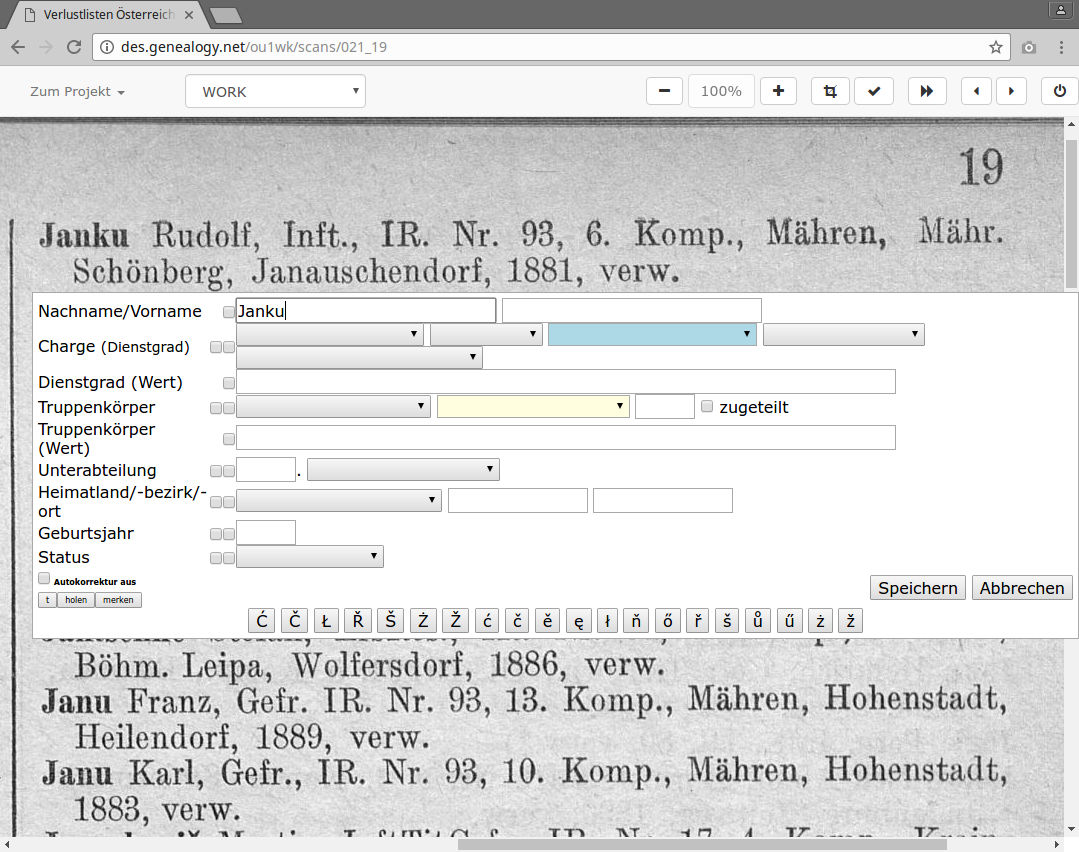 Verlustlisten Österreich
des.genealogy.net/ou1wk/scans/021_19
Zum Projekt WORK 100%
19
Janku Rudolf, Inft., IR. Nr. 93, 6. Komp., Mähren, Mähr.
Schönberg, Janauschendorf, 1881, verw.
Nachname/Vorname Janku
Charge (Dienstgrad)
Dienstgrad (Wert)
Truppenkörper zugeteilt
Truppenkörper
(Wert)
Unterabteilung .
Heimatland/-bezirk/-
ort
Geburtsjahr
Status
Autokorrektur aus
t holen merken Speichern Abbrechen
Ć Č Ł Ř Š Ż Ž ć č ě ę ł ň ő ř š ů ű ż ž
Böhm. Leipa, Wolfersdorf, 1886, verw.
Janu Franz, Gefr. IR. Nr. 93, 13. Komp., Mähren, Hohenstadt,
Heilendorf, 1889, verw.
Janu Karl, Gefr., IR. Nr. 93, 10. Komp., Mähren, Hohenstadt,
1883, verw.